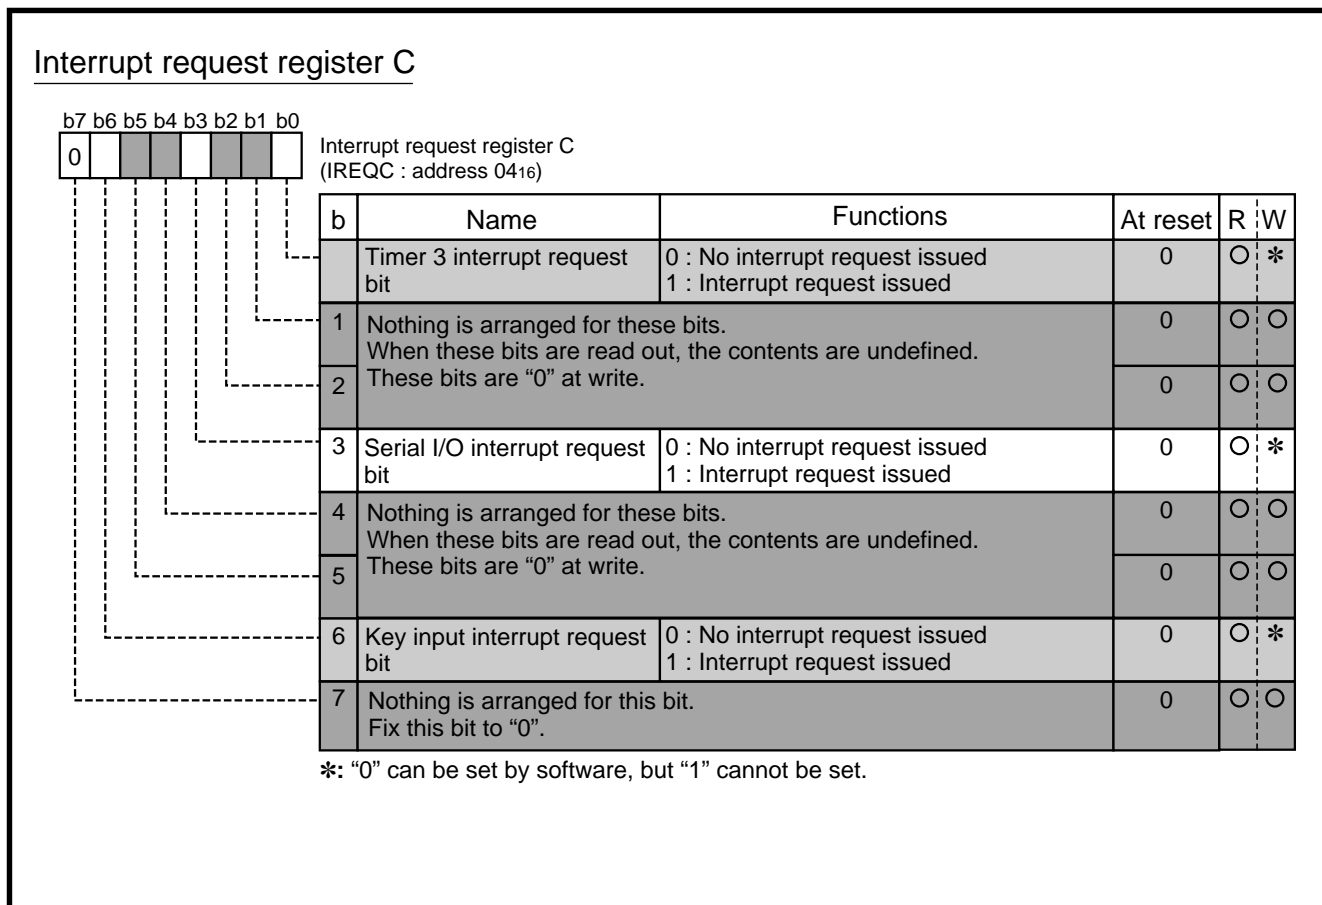 Interrupt request register C
b7 b6 b5 b4 b3 b2 b1 b0
0
Interrupt request register C
(IREQC : address 0416)
b Name Functions At reset R W
Timer 3 interrupt request 0 : No interrupt request issued 0 ○ ✻
bit 1 : Interrupt request issued
1 Nothing is arranged for these bits. 0 ○ ○
When these bits are read out, the contents are undefined.
2 These bits are “0” at write. 0 ○ ○
3 Serial I/O interrupt request 0 : No interrupt request issued 0 ○ ✻
bit 1 : Interrupt request issued
4 Nothing is arranged for these bits. 0 ○ ○
When these bits are read out, the contents are undefined.
5 These bits are “0” at write. 0 ○ ○
6 Key input interrupt request 0 : No interrupt request issued 0 ○ ✻
bit 1 : Interrupt request issued
7 Nothing is arranged for this bit. 0 ○ ○
Fix this bit to “0”.
✻: “0” can be set by software, but “1” cannot be set.